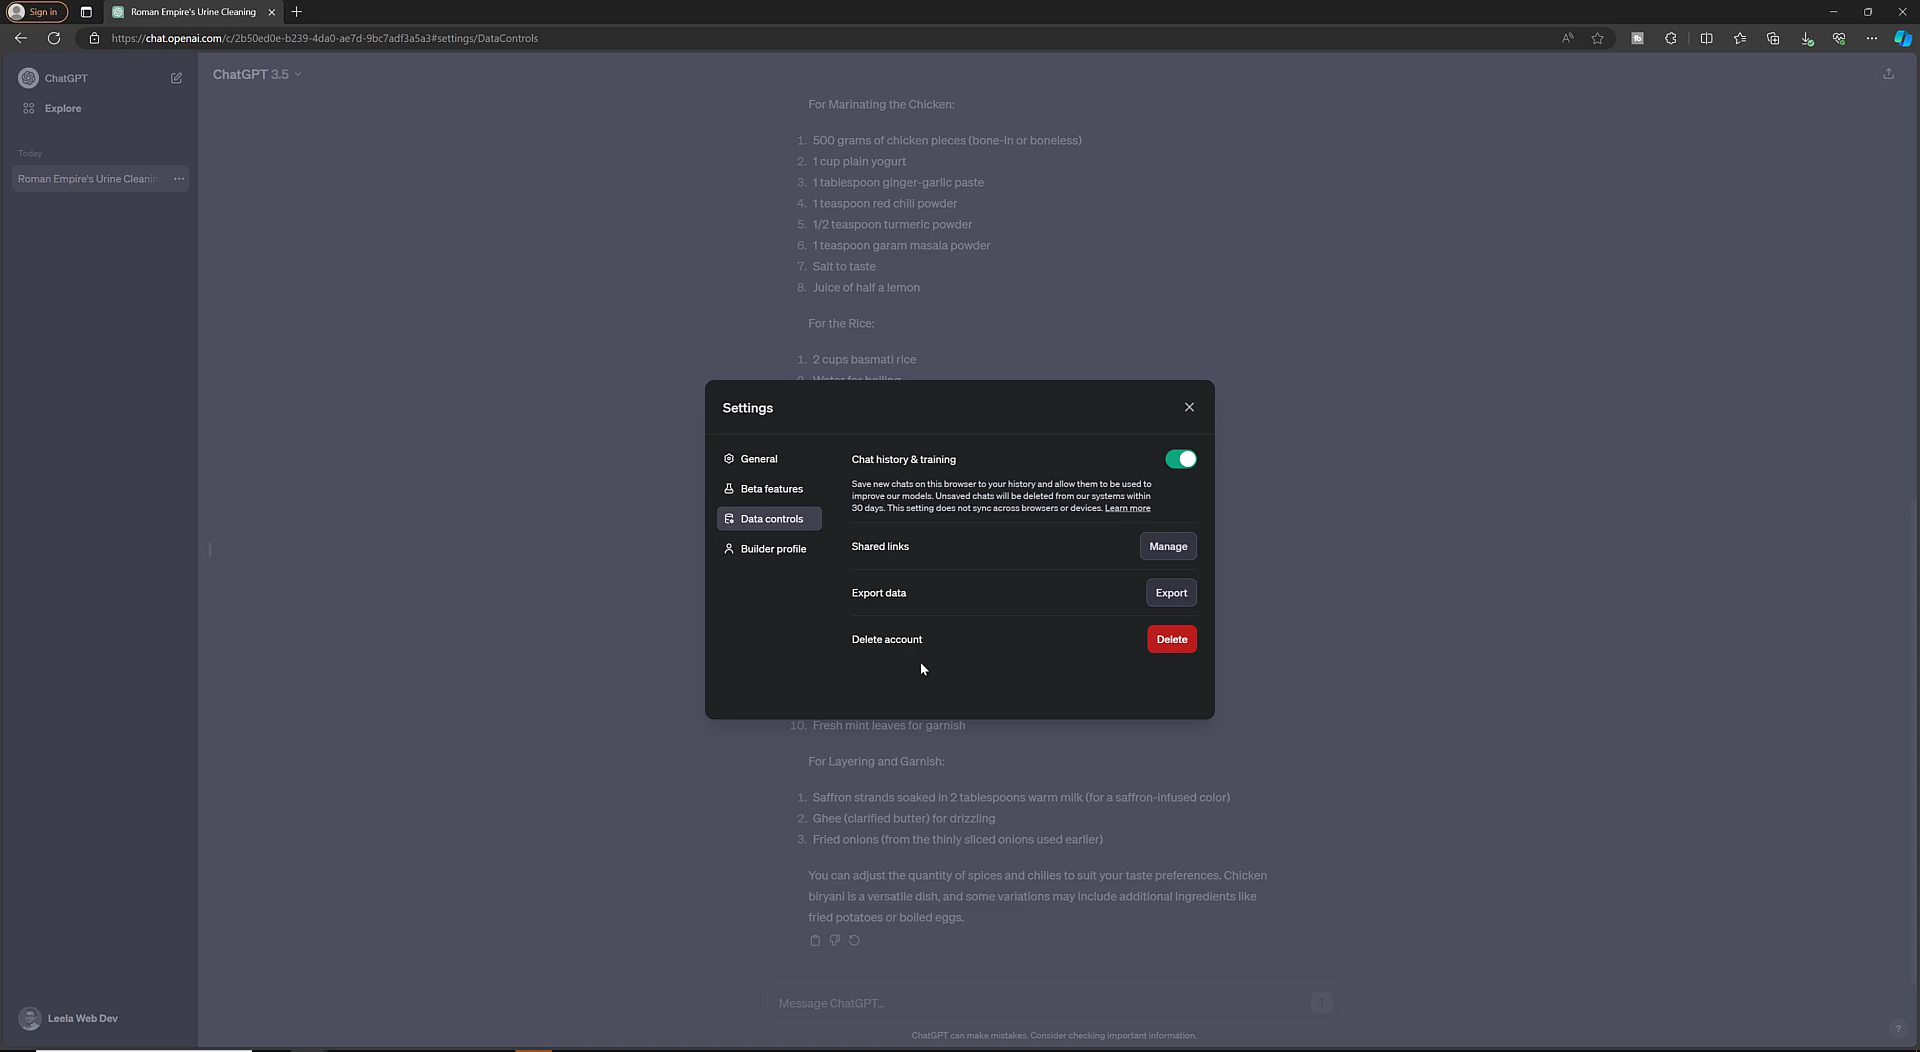 Sign in
Roman Empire's Urine Cleaning
https://chat.openai.com/c/2b50ed0e-b239-4da0-ae7d-9bc7adf3a5a3#settings/DataControls
ChatGPT
ChatGPT 3.5
Explore
Today
Roman Empire's Urine Cleanin
For Marinating the Chicken:
1. 500 grams of chicken pieces (bone-in or boneless)
2. 1 cup plain yogurt
3. 1 tablespoon ginger-garlic paste
4. 1 teaspoon red chili powder
5. 1/2 teaspoon turmeric powder
6. 1 teaspoon garam masala powder
7. Salt to taste
8. Juice of half a lemon
For the Rice:
1. 2 cups basmati rice
2. Water for boiling
Settings
General
Beta features
Data controls
Builder profile
Chat history & training
Save new chats on this browser to your history and allow them to be used to
improve our models. Unsaved chats will be deleted from our systems within
30 days. This setting does not sync across browsers or devices. Learn more
Shared links
Manage
Export data
Export
Delete account
Delete
10. Fresh mint leaves for garnish
For Layering and Garnish:
1. Saffron strands soaked in 2 tablespoons warm milk (for a saffron-infused color)
2. Ghee (clarified butter) for drizzling
3. Fried onions (from the thinly sliced onions used earlier)
You can adjust the quantity of spices and chilies to suit your taste preferences. Chicken
biryani is a versatile dish, and some variations may include additional ingredients like
fried potatoes or boiled eggs.
Message ChatGPT...
ChatGPT can make mistakes. Consider checking important information.
Leela Web Dev
?